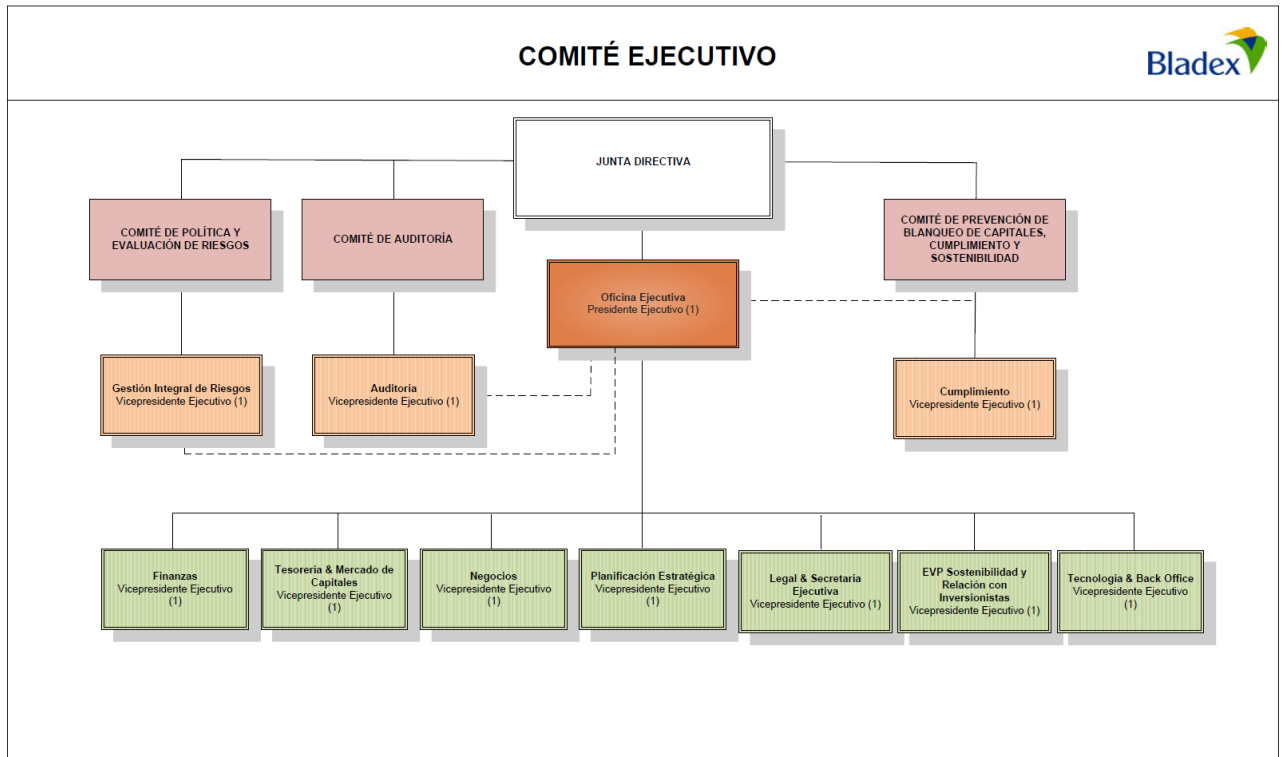 COMITÉ EJECUTIVO
Bladex
JUNTA DIRECTIVA
COMITÉ DE POLÍTICA Y
EVALUACIÓN DE RIESGOS
COMITÉ DE AUDITORÍA
COMITÉ DE PREVENCIÓN DE
BLANQUEO DE CAPITALES,
CUMPLIMIENTO Y
SOSTENIBILIDAD
Oficina Ejecutiva
Presidente Ejecutivo (1)
Gestión Integral de Riesgos
Vicepresidente Ejecutivo (1)
Auditoría
Vicepresidente Ejecutivo (1)
Cumplimiento
Vicepresidente Ejecutivo (1)
Finanzas
Vicepresidente Ejecutivo
(1)
Tesorería & Mercado de
Capitales
Vicepresidente Ejecutivo
(1)
Negocios
Vicepresidente Ejecutivo
(1)
Planificación Estratégica
Vicepresidente Ejecutivo
(1)
Legal & Secretaría
Ejecutiva
Vicepresidente Ejecutivo (1)
EVP Sostenibilidad y
Relación con
Inversionistas
Vicepresidente Ejecutivo (1)
Tecnología & Back Office
Vicepresidente Ejecutivo
(1)